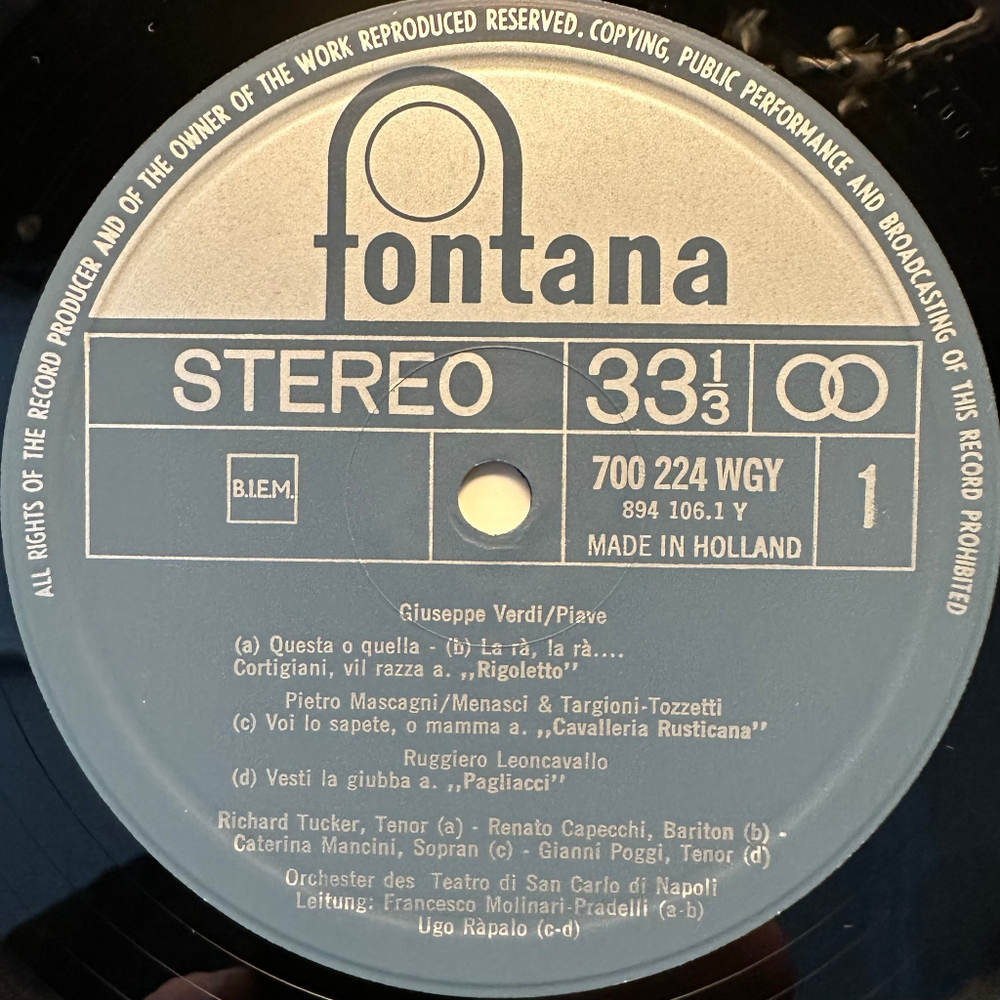 ALL RIGHTS OF THE RECORD PRODUCER AND OF THE OWNER OF THE WORK REPRODUCED RESERVED. COPYING, PUBLIC PERFORMANCE AND BROADCASTING OF THIS RECORD PROHIBITED
fontana
STEREO 33⅓
B.I.E.M. 700 224 WGY 1
894 106.1 Y
MADE IN HOLLAND
Giuseppe Verdi/Piave
(a) Questa o quella - (b) La rà, la rà....
Cortigiani, vil razza a. „Rigoletto”
Pietro Mascagni/Menasci & Targioni-Tozzetti
(c) Voi lo sapete, o mamma a. „Cavalleria Rusticana”
Ruggiero Leoncavallo
(d) Vesti la giubba a. „Pagliacci”
Richard Tucker, Tenor (a) - Renato Capecchi, Bariton (b) -
Caterina Mancini, Sopran (c) - Gianni Poggi, Tenor (d)
Orchester des Teatro di San Carlo di Napoli
Leitung: Francesco Molinari-Pradelli (a-b)
Ugo Ràpalo (c-d)